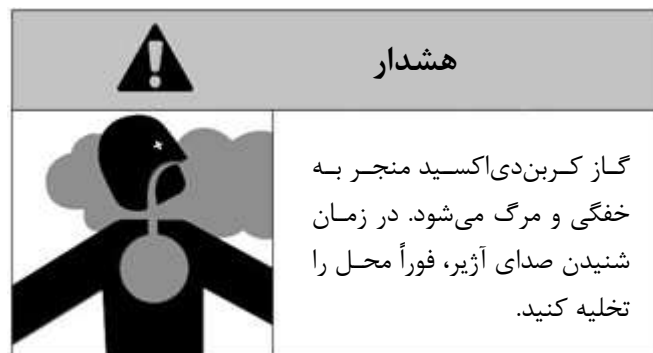 هشدار
گاز کربن‌دی‌اکسید منجر به
خفگی و مرگ می‌شود. در زمان
شنیدن صدای آژیر، فوراً محل را
تخلیه کنید.